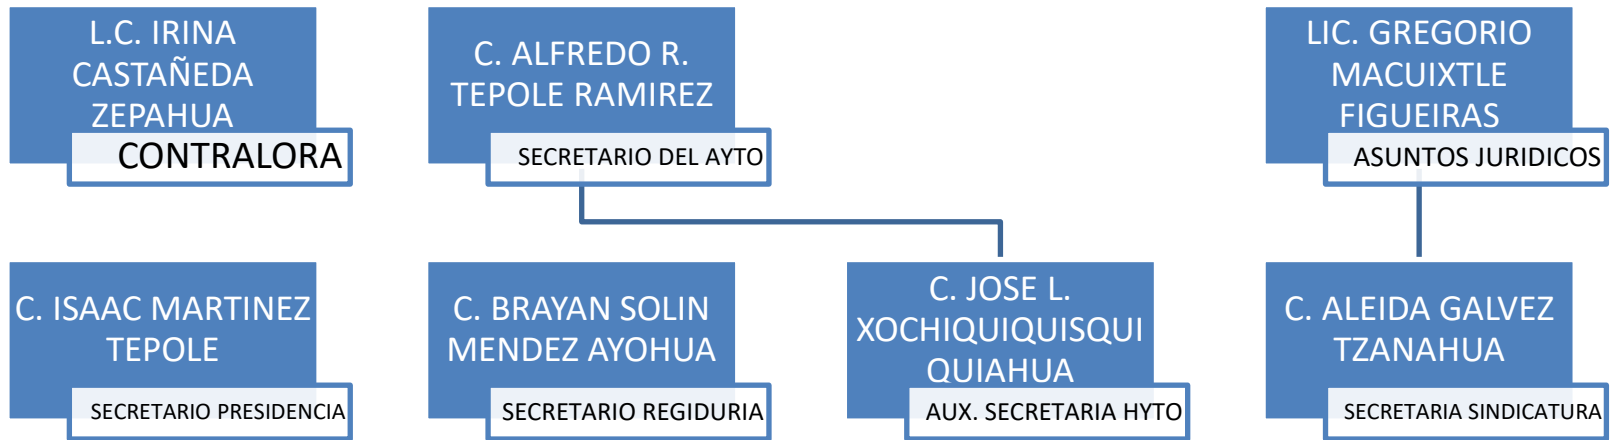 L.C. IRINA
CASTAÑEDA
ZEPAHUA
CONTRALORA
C. ALFREDO R.
TEPOLE RAMIREZ
SECRETARIO DEL AYTO
LIC. GREGORIO
MACUIXTLE
FIGUEIRAS
ASUNTOS JURIDICOS
C. ISAAC MARTINEZ
TEPOLE
SECRETARIO PRESIDENCIA
C. BRAYAN SOLIN
MENDEZ AYOHUA
SECRETARIO REGIDURIA
C. JOSE L.
XOCHIQUIQUISQUI
QUIAHUA
AUX. SECRETARIA HYTO
C. ALEIDA GALVEZ
TZANAHUA
SECRETARIA SINDICATURA